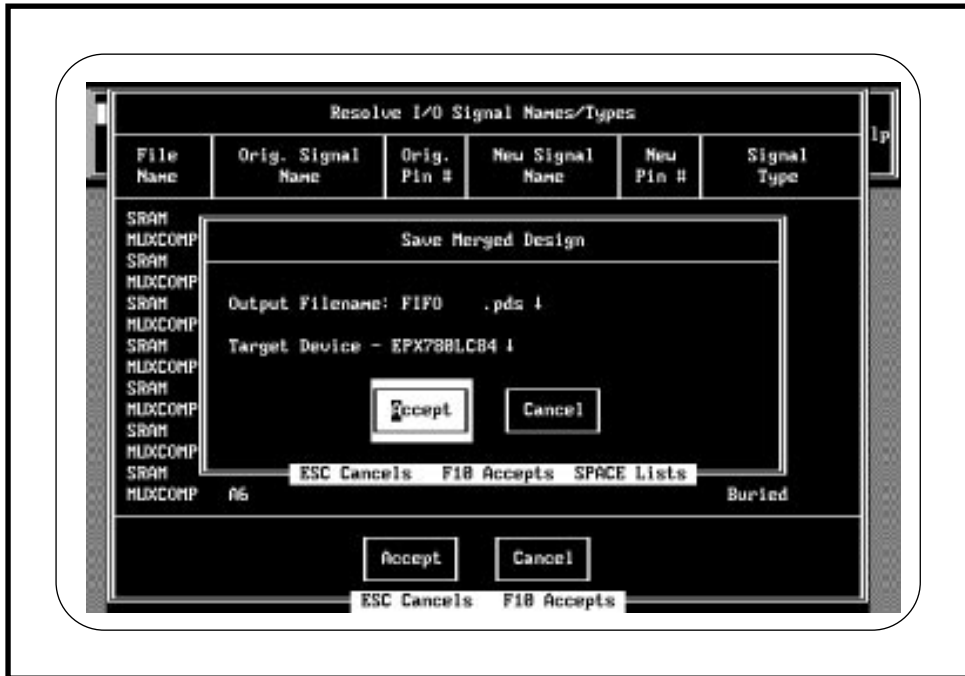 Resolve I/O Signal Names/Types
lp
File Name
Orig. Signal Name
Orig. Pin #
New Signal Name
New Pin #
Signal Type
SRAM
MUXCOMP
SRAM
MUXCOMP
SRAM
MUXCOMP
SRAM
MUXCOMP
SRAM
MUXCOMP
SRAM
MUXCOMP
SRAM
MUXCOMP A6 Buried
Save Merged Design
Output Filename: FIFO .pds ↓
Target Device - EPX780LC84 ↓
Accept Cancel
ESC Cancels F10 Accepts SPACE Lists
Accept Cancel
ESC Cancels F10 Accepts